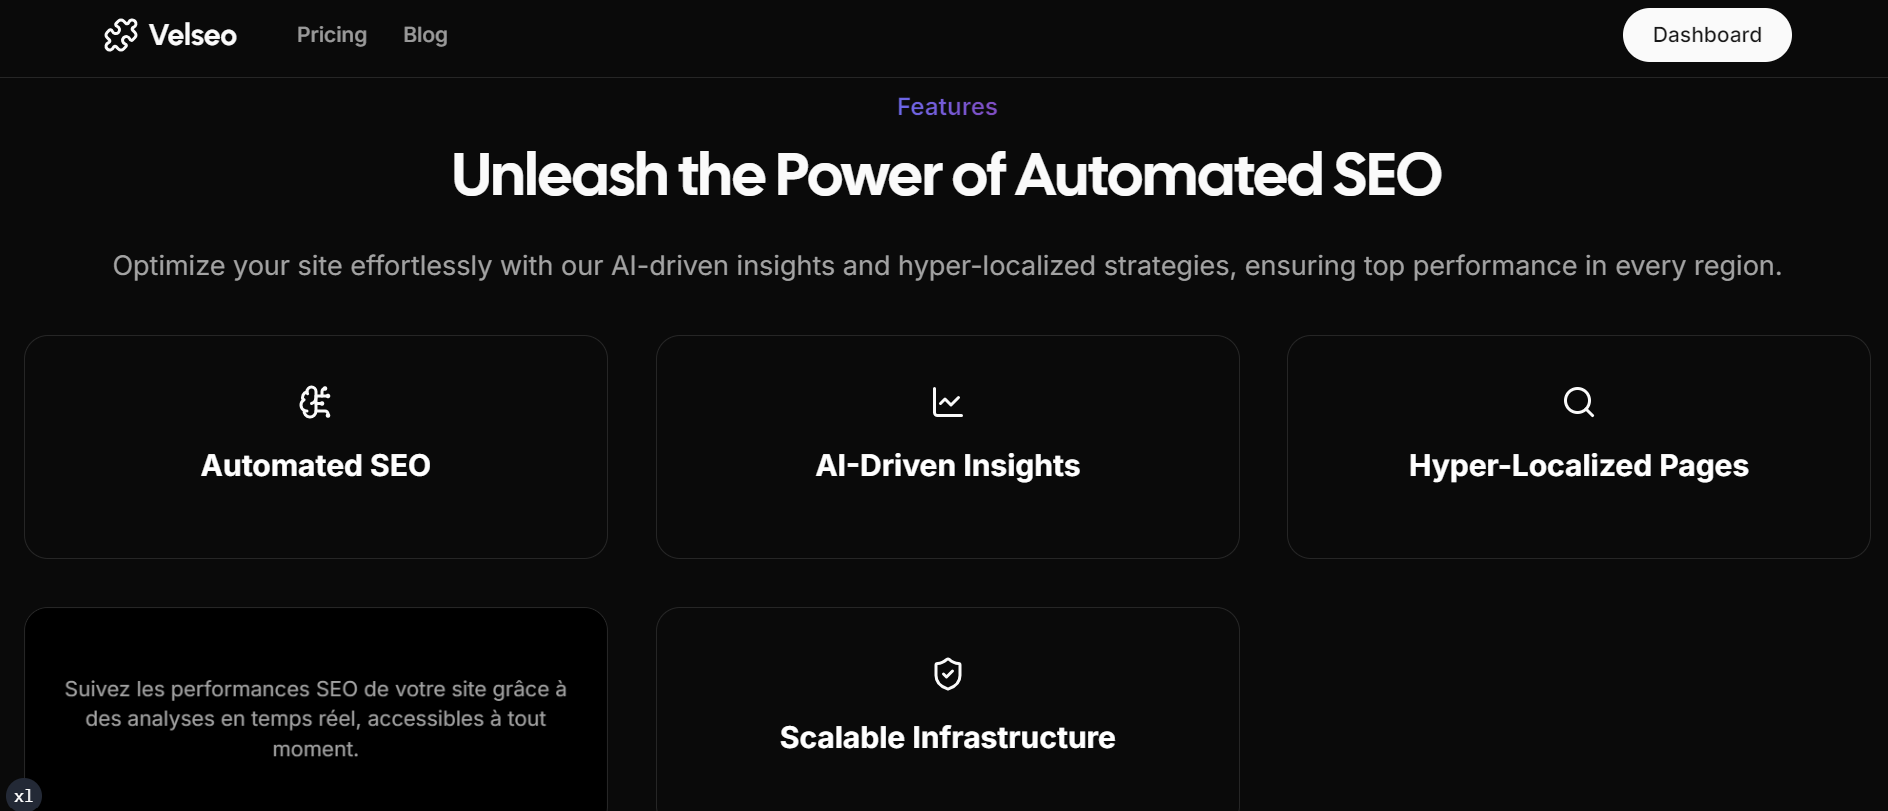 Velseo
Pricing
Blog
Dashboard
Features
Unleash the Power of Automated SEO
Optimize your site effortlessly with our AI-driven insights and hyper-localized strategies, ensuring top performance in every region.
Automated SEO
AI-Driven Insights
Hyper-Localized Pages
Suivez les performances SEO de votre site grâce à
des analyses en temps réel, accessibles à tout
moment.
Scalable Infrastructure
xl